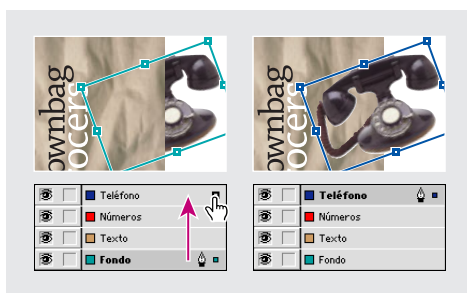 ownbag
ocers
Teléfono
Números
Texto
Fondo
ownbag
ocers
Teléfono
Números
Texto
Fondo